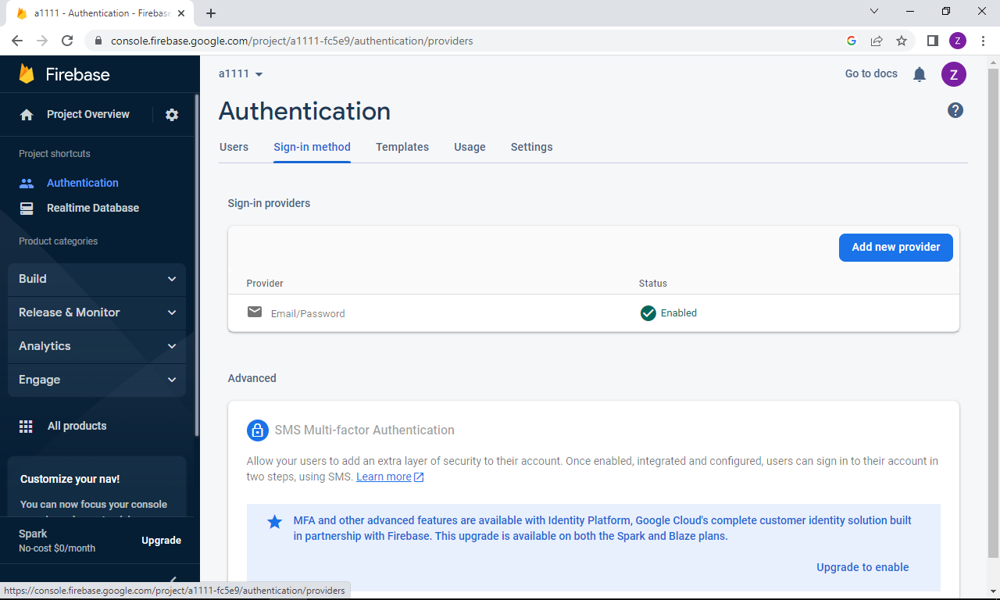 a1111 - Authentication - Firebase
console.firebase.google.com/project/a1111-fc5e9/authentication/providers
Z
Firebase
Project Overview
Project shortcuts
Authentication
Realtime Database
Product categories
Build
Release & Monitor
Analytics
Engage
All products
Customize your nav!
You can now focus your console
Spark
No-cost $0/month
Upgrade
a1111
Go to docs
Z
Authentication
?
Users
Sign-in method
Templates
Usage
Settings
Sign-in providers
Add new provider
Provider
Status
Email/Password
Enabled
Advanced
SMS Multi-factor Authentication
Allow your users to add an extra layer of security to their account. Once enabled, integrated and configured, users can sign in to their account in
two steps, using SMS. Learn more
MFA and other advanced features are available with Identity Platform, Google Cloud's complete customer identity solution built
in partnership with Firebase. This upgrade is available on both the Spark and Blaze plans.
Upgrade to enable
https://console.firebase.google.com/project/a1111-fc5e9/authentication/providers